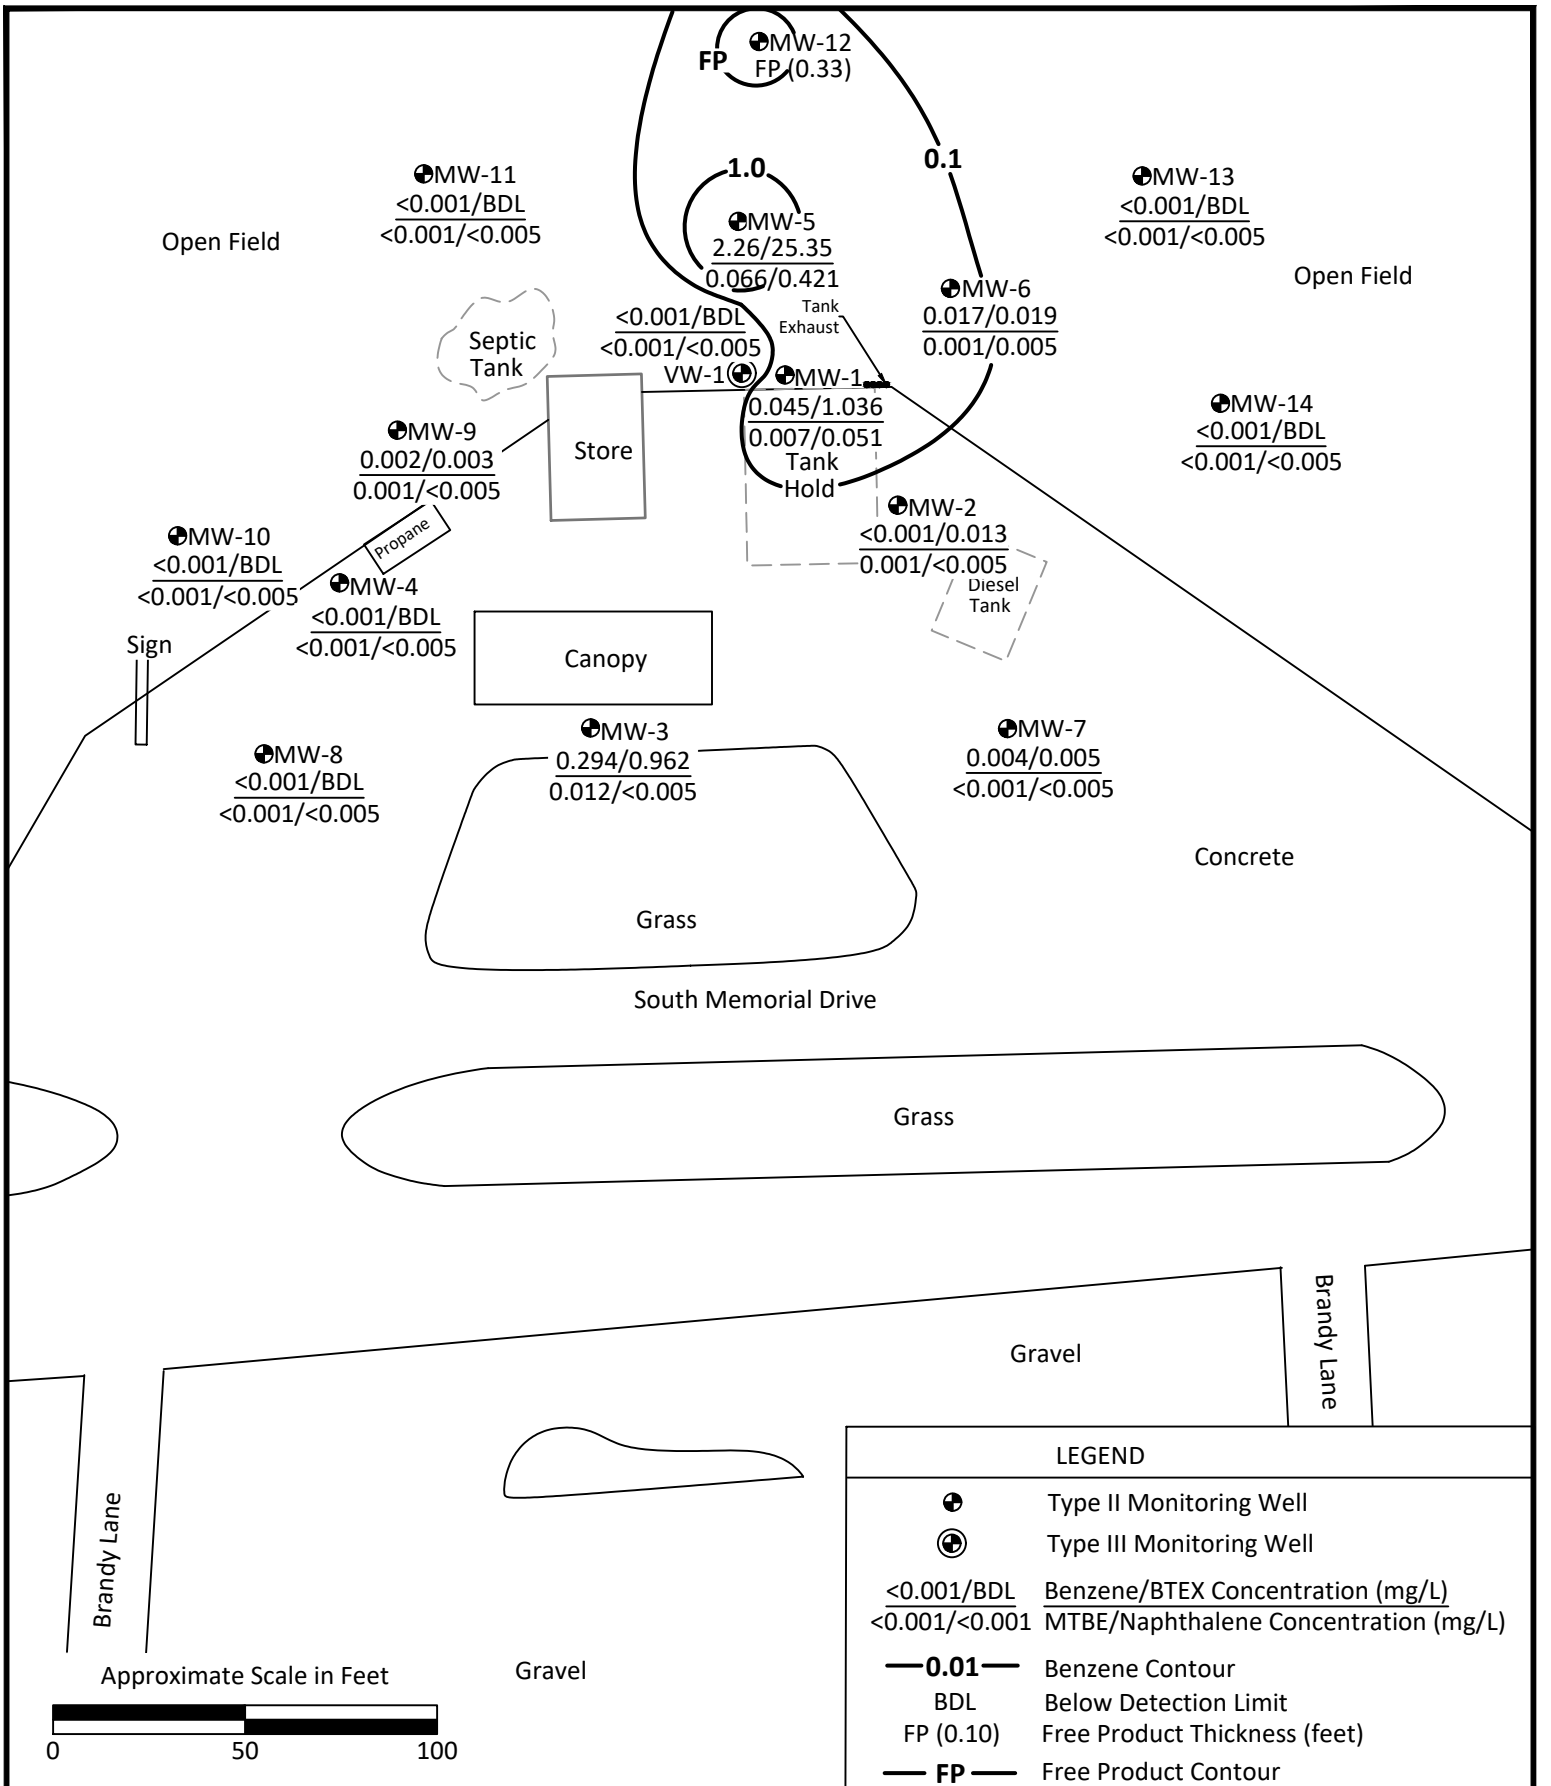 MW-12
FP
FP (0.33)
1.0
0.1
MW-11
<0.001/BDL
<0.001/<0.005
MW-13
<0.001/BDL
<0.001/<0.005
Open Field
MW-5
2.26/25.35
0.066/0.421
Open Field
MW-6
0.017/0.019
0.001/0.005
Tank
Exhaust
<0.001/BDL
<0.001/<0.005
VW-1
Septic
Tank
MW-1
0.045/1.036
0.007/0.051
Tank
Hold
MW-14
<0.001/BDL
<0.001/<0.005
MW-9
0.002/0.003
0.001/<0.005
Store
MW-2
<0.001/0.013
0.001/<0.005
Diesel
Tank
Propane
MW-10
<0.001/BDL
<0.001/<0.005
MW-4
<0.001/BDL
<0.001/<0.005
Sign
Canopy
MW-3
0.294/0.962
0.012/<0.005
MW-7
0.004/0.005
<0.001/<0.005
MW-8
<0.001/BDL
<0.001/<0.005
Concrete
Grass
South Memorial Drive
Grass
Brandy Lane
Gravel
Brandy Lane
Gravel
Approximate Scale in Feet
0 50 100
LEGEND
Type II Monitoring Well
Type III Monitoring Well
<0.001/BDL Benzene/BTEX Concentration (mg/L)
<0.001/<0.001 MTBE/Naphthalene Concentration (mg/L)
0.01 Benzene Contour
BDL Below Detection Limit
FP (0.10) Free Product Thickness (feet)
FP Free Product Contour